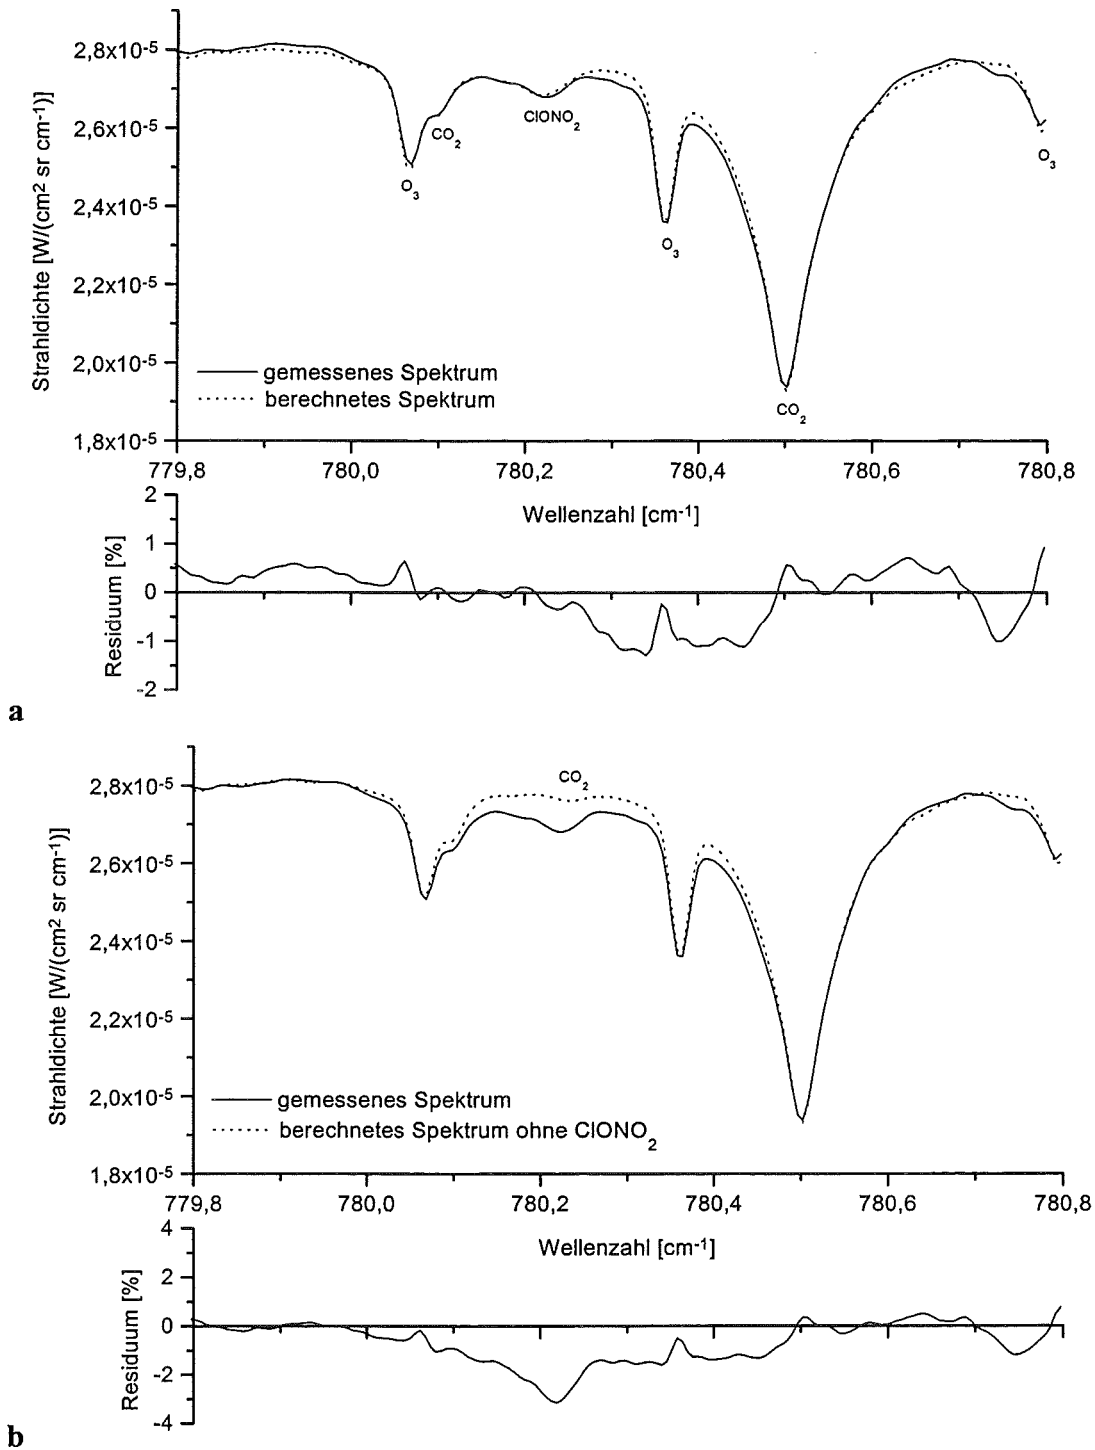 2,8x10-5
2,6x10-5
2,4x10-5
2,2x10-5
2,0x10-5
1,8x10-5
Strahldichte [W/(cm2 sr cm-1)]
O3
CO2
ClONO2
O3
CO2
O3
gemessenes Spektrum
berechnetes Spektrum
779,8 780,0 780,2 780,4 780,6 780,8
Wellenzahl [cm-1]
2
1
0
-1
-2
Residuum [%]
a
2,8x10-5
2,6x10-5
2,4x10-5
2,2x10-5
2,0x10-5
1,8x10-5
Strahldichte [W/(cm2 sr cm-1)]
CO2
gemessenes Spektrum
berechnetes Spektrum ohne ClONO2
779,8 780,0 780,2 780,4 780,6 780,8
Wellenzahl [cm-1]
4
2
0
-2
-4
Residuum [%]
b